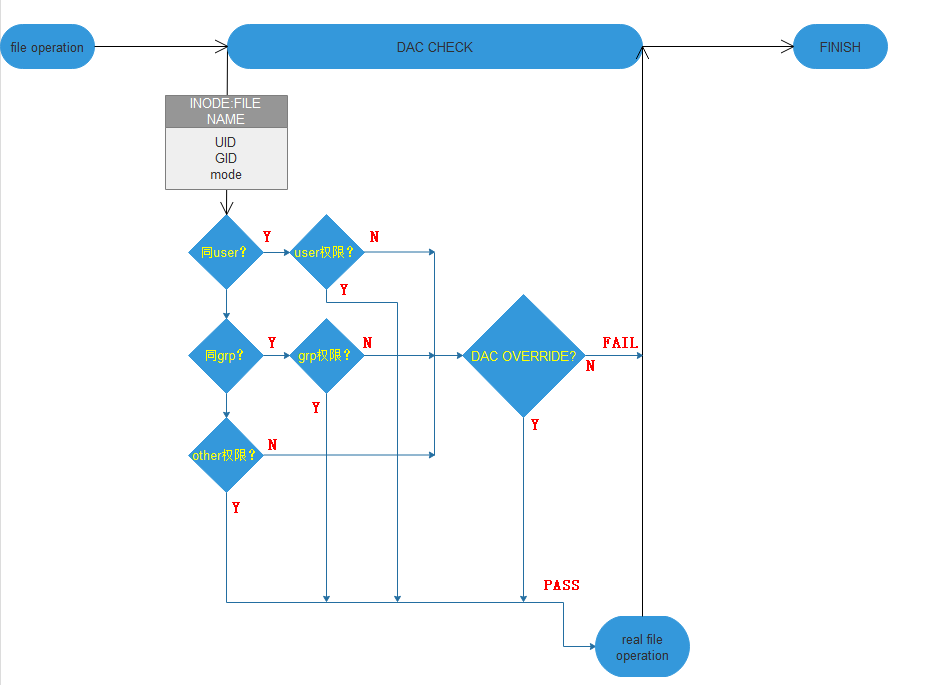 file operation
DAC CHECK
FINISH
INODE:FILE
NAME
UID
GID
mode
同user?
Y
user权限?
N
Y
同grp?
Y
grp权限?
N
Y
DAC OVERRIDE?
FAIL
N
Y
other权限?
N
Y
PASS
real file
operation